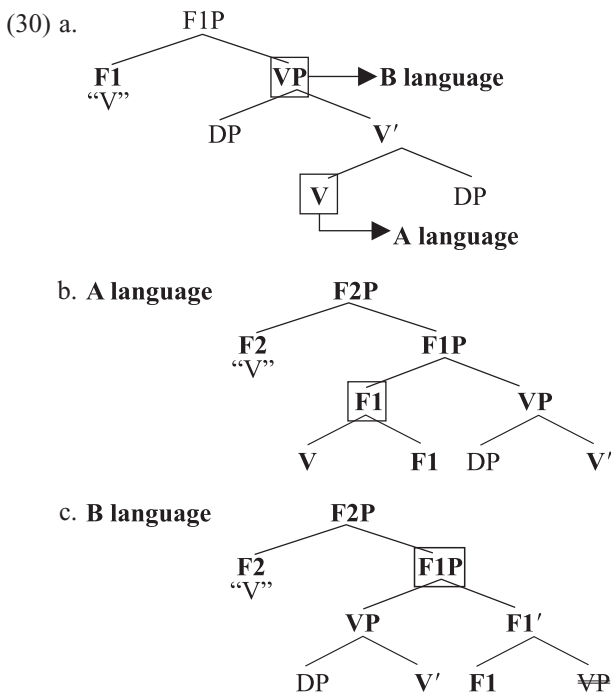 (30) a. F1P
F1 VP B language
“V”
DP V′
V DP
A language
b. A language F2P
F2 F1P
“V”
F1 VP
V F1 DP V′
c. B language F2P
F2 F1P
“V”
VP F1′
DP V′ F1 VP